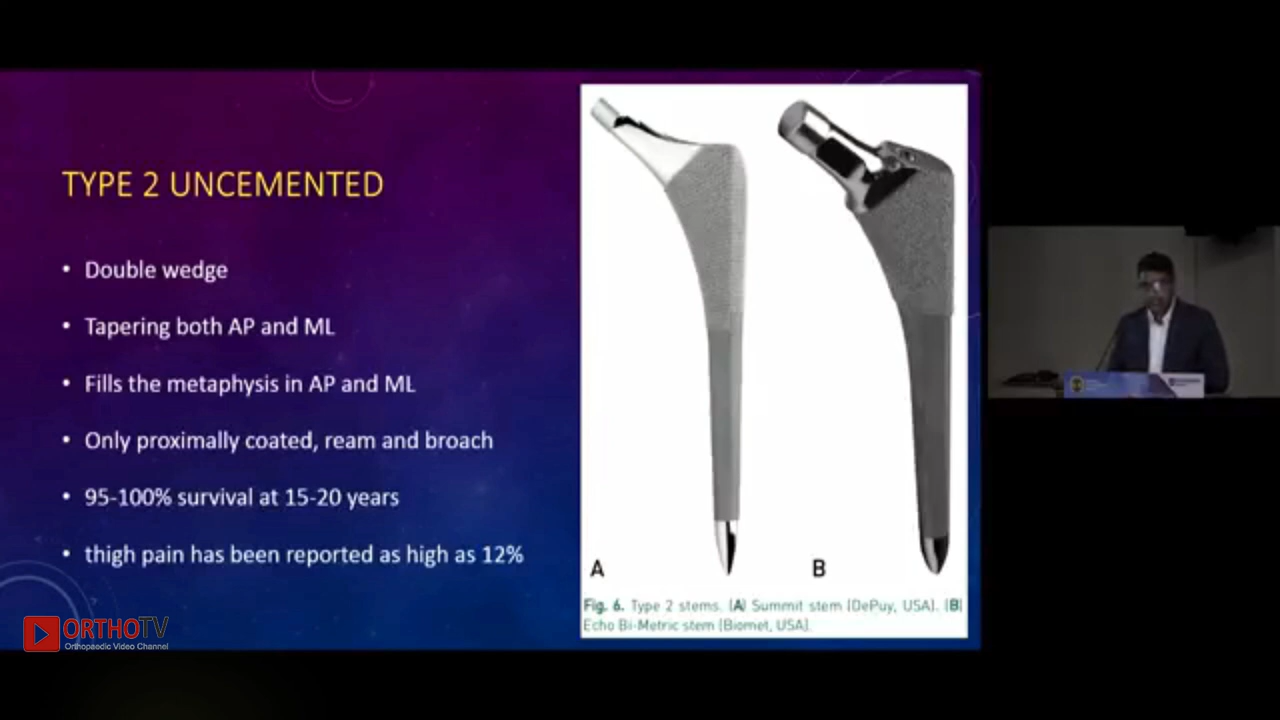 TYPE 2 UNCEMENTED
• Double wedge
• Tapering both AP and ML
• Fills the metaphysis in AP and ML
• Only proximally coated, ream and broach
• 95-100% survival at 15-20 years
• thigh pain has been reported as high as 12%
A
B
Fig. 6. Type 2 stems. (A) Summit stem (DePuy, USA). (B)
Echo Bi-Metric stem (Biomet, USA).
ORTHOTV
Orthopaedic Video Channel